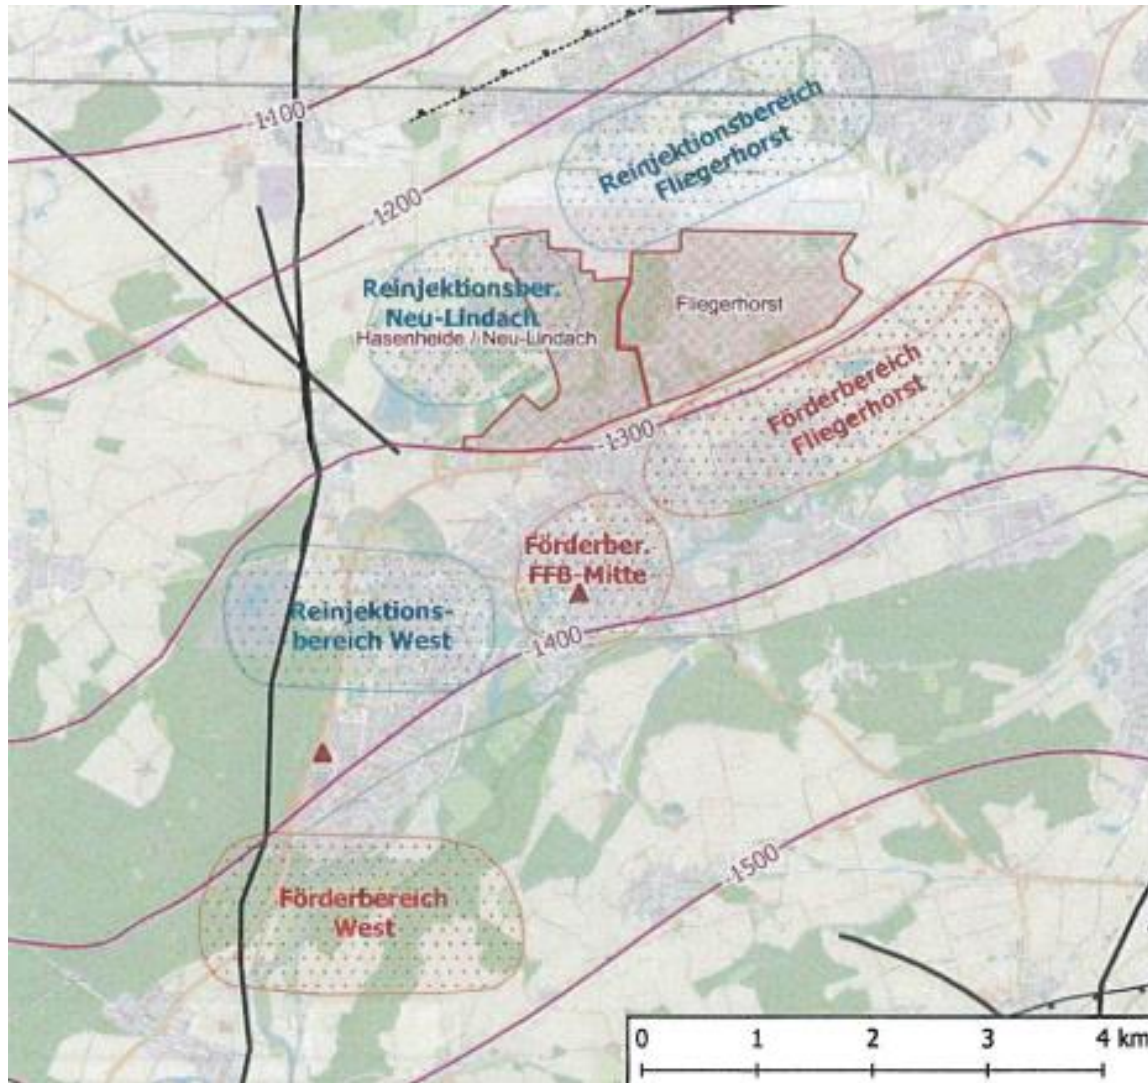 -1100
-1200
Reinjektionsbereich
Fliegerhorst
Reinjektionsber.
Neu-Lindach
Hasenheide / Neu-Lindach
Fliegerhorst
Förderbereich
Fliegerhorst
-1300
Förderber.
FFB-Mitte
Reinjektions-
bereich West
-1400
-1500
Förderbereich
West
0 1 2 3 4 km